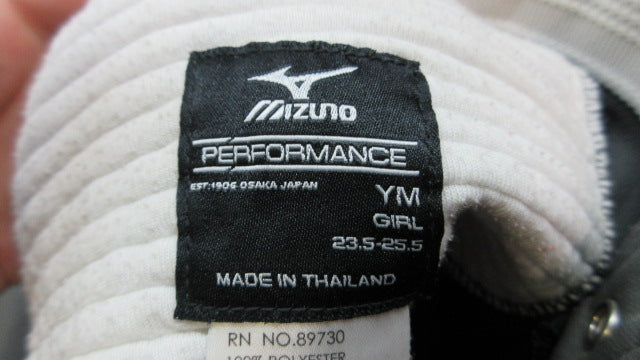 MIZUNO
PERFORMANCE
EST.1906 OSAKA JAPAN
YM
GIRL
23.5-25.5
MADE IN THAILAND
RN NO.89730
100% POLYESTER